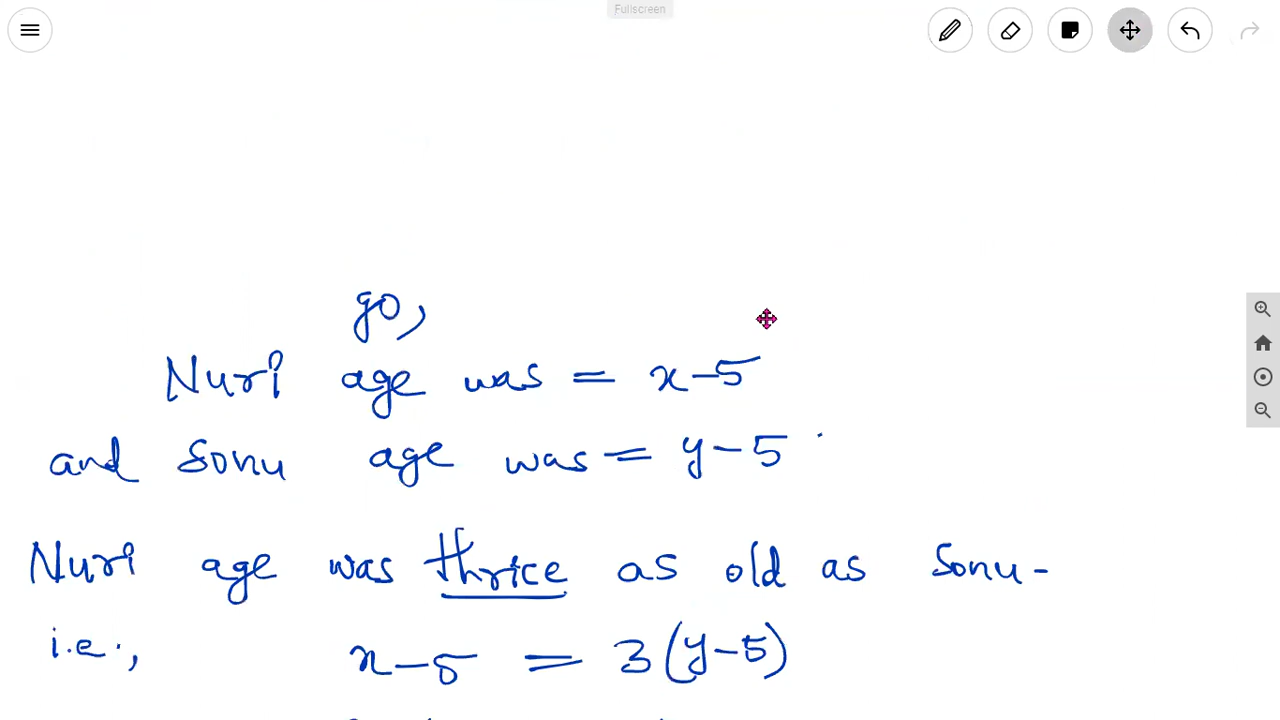 Fullscreen
go,
Nuri age was = x-5
and Sonu age was = y-5
Nuri age was thrice as old as Sonu-
i.e., x-5 = 3(y-5)